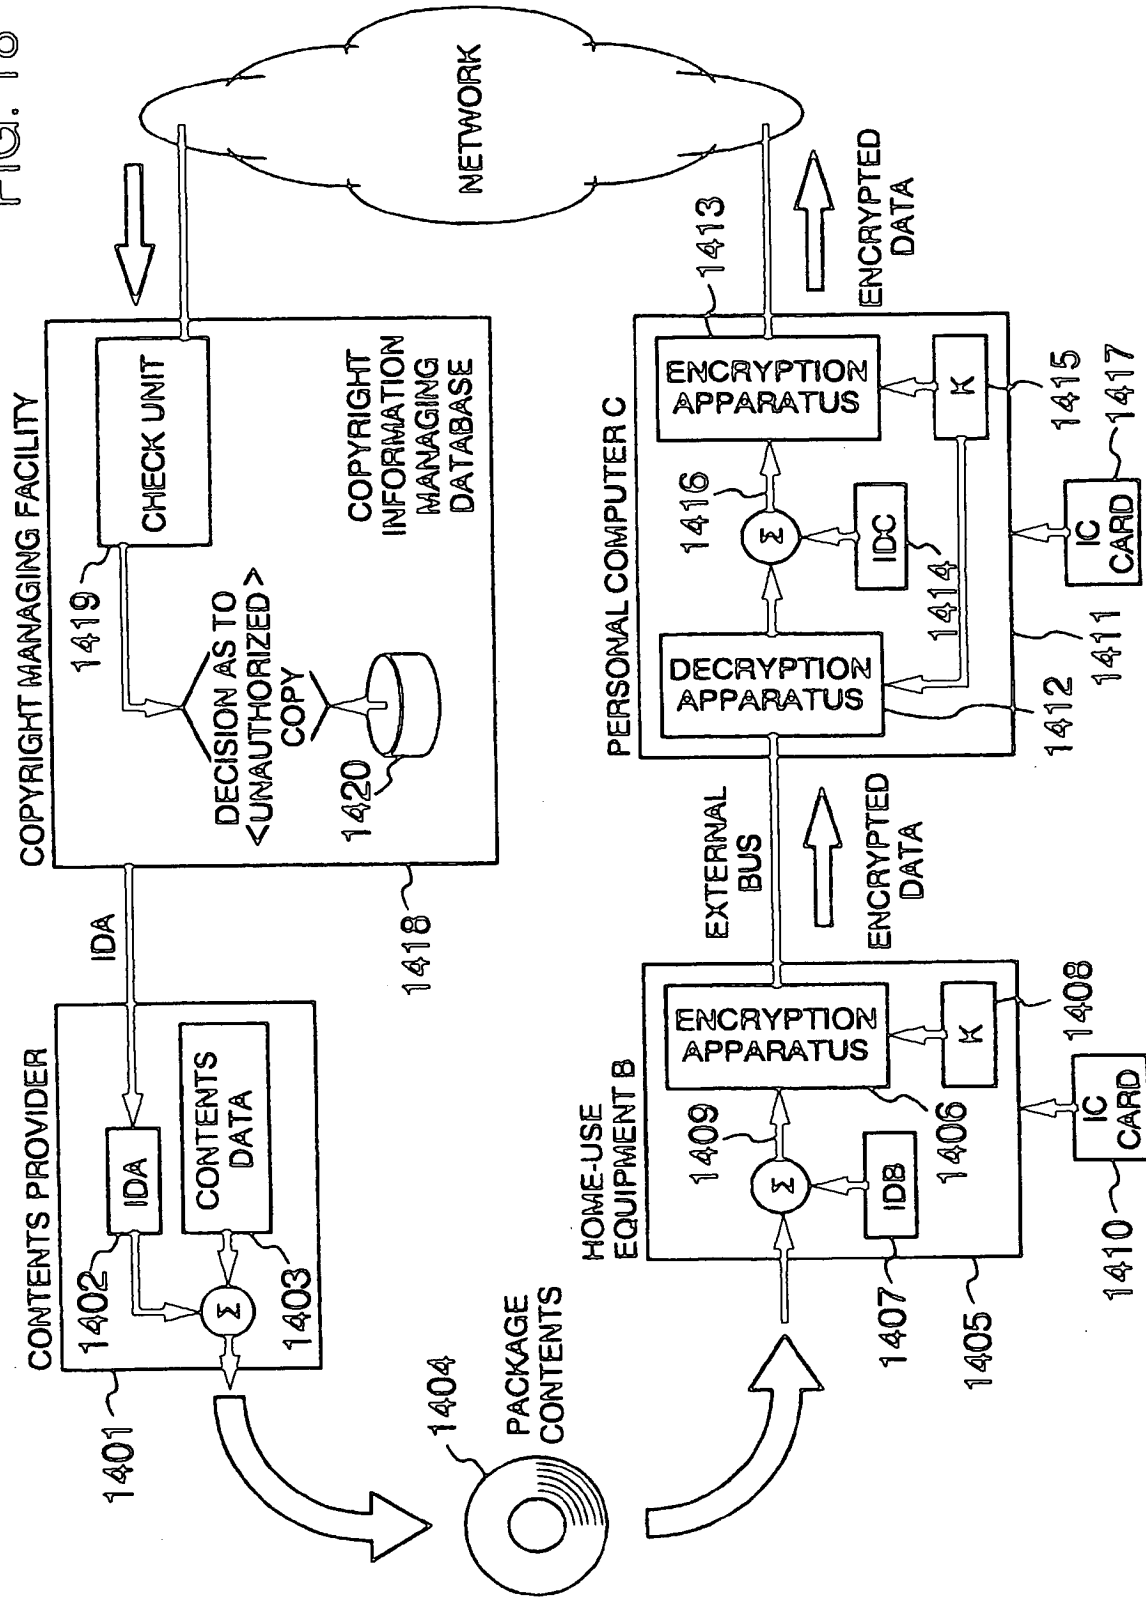 FIG. 18
COPYRIGHT MANAGING FACILITY
CHECK UNIT
1419
DECISION AS TO
<UNAUTHORIZED>
COPY
1420
COPYRIGHT
INFORMATION
MANAGING
DATABASE
1418
IDA
CONTENTS PROVIDER
IDA
1402
CONTENTS
DATA
1403
Σ
1401
1404
PACKAGE
CONTENTS
NETWORK
HOME-USE
EQUIPMENT B
1409
Σ
ENCRYPTION
APPARATUS
1406
IDB
1407
K
1408
1405
IC
CARD
1410
EXTERNAL
BUS
ENCRYPTED
DATA
PERSONAL COMPUTER C
DECRYPTION
APPARATUS
1412
Σ
1416
ENCRYPTION
APPARATUS
1413
IDC
1414
K
1415
1411
IC
CARD
1417
ENCRYPTED
DATA